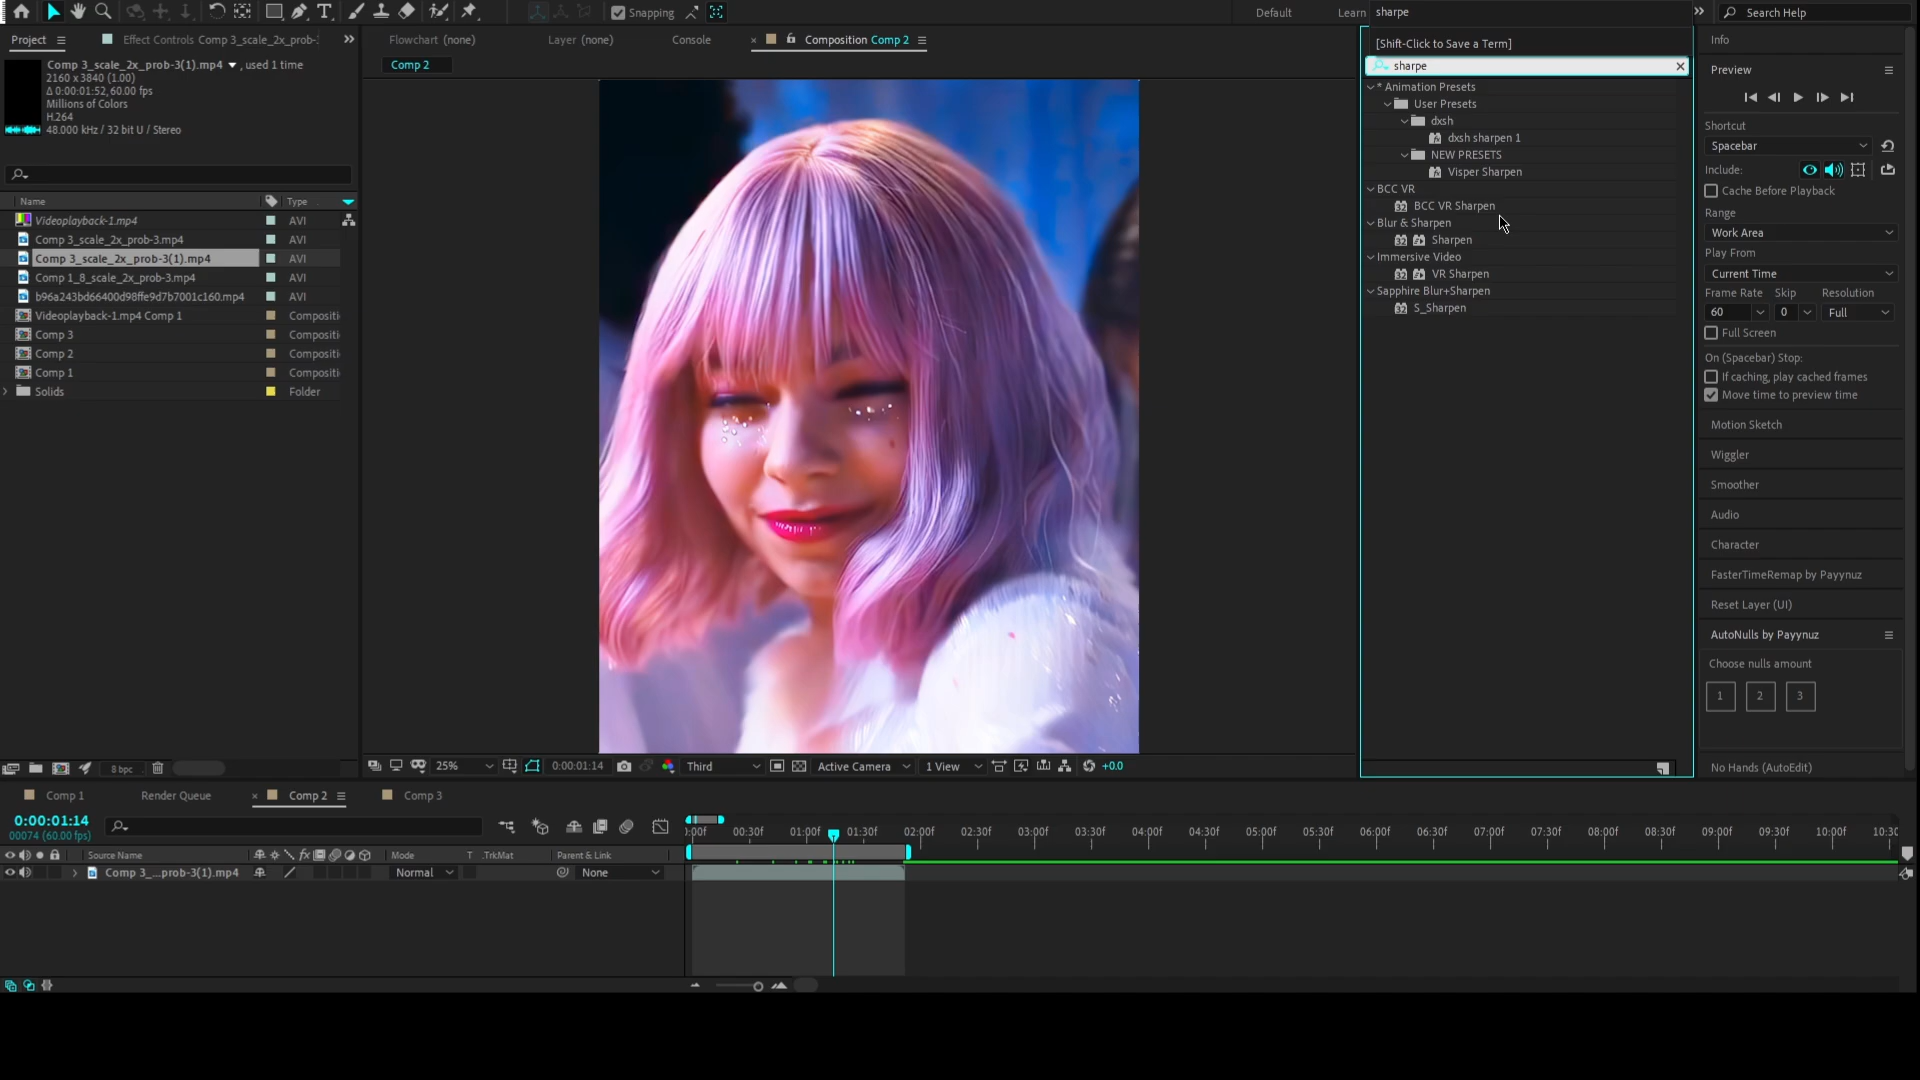 Snapping
Default
Learn
sharpe
Search Help
Project
Effect Controls Comp 3_scale_2x_prob-
Flowchart (none)
Layer (none)
Console
Composition Comp 2
Comp 2
Comp 3_scale_2x_prob-3(1).mp4 , used 1 time
2160 x 3840 (1.00)
Δ 0:00:01:52, 60.00 fps
Millions of Colors
H.264
48.000 kHz / 32 bit U / Stereo
Name
Type
Videoplayback-1.mp4 AVI
Comp 3_scale_2x_prob-3.mp4 AVI
Comp 3_scale_2x_prob-3(1).mp4 AVI
Comp 1_8_scale_2x_prob-3.mp4 AVI
b96a243bd66400d98ffe9d7b7001c160.mp4 AVI
Videoplayback-1.mp4 Comp 1 Compositi
Comp 3 Compositi
Comp 2 Compositi
Comp 1 Compositi
Solids Folder
8 bpc
25%
0:00:01:14
Third
Active Camera
1 View
+0.0
[Shift-Click to Save a Term]
sharpe
* Animation Presets
User Presets
dxsh
dxsh sharpen 1
NEW PRESETS
Visper Sharpen
BCC VR
BCC VR Sharpen
Blur & Sharpen
Sharpen
Immersive Video
VR Sharpen
Sapphire Blur+Sharpen
S_Sharpen
Info
Preview
Shortcut
Spacebar
Include:
Cache Before Playback
Range
Work Area
Play From
Current Time
Frame Rate Skip Resolution
60 0 Full
Full Screen
On (Spacebar) Stop:
If caching, play cached frames
Move time to preview time
Motion Sketch
Wiggler
Smoother
Audio
Character
FasterTimeRemap by Payynuz
Reset Layer (UI)
AutoNulls by Payynuz
Choose nulls amount
1 2 3
No Hands (AutoEdit)
Comp 1
Render Queue
Comp 2
Comp 3
0:00:01:14
00074 (60.00 fps)
:00f 00:30f 01:00f 01:30f 02:00f 02:30f 03:00f 03:30f 04:00f 04:30f 05:00f 05:30f 06:00f 06:30f 07:00f 07:30f 08:00f 08:30f 09:00f 09:30f 10:00f 10:30
Source Name
Mode
T .TrkMat
Parent & Link
Comp 3_...prob-3(1).mp4
Normal
None